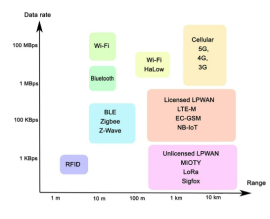 Data rate
100 MBps
1 MBps
100 KBps
1 KBps
Wi-Fi
Bluetooth
Wi-Fi
HaLow
Cellular
5G,
4G,
3G
BLE
Zigbee
Z-Wave
Licensed LPWAN
LTE-M
EC-GSM
NB-IoT
RFID
Unlicensed LPWAN
MIOTY
LoRa
Sigfox
1 m
10 m
100 m
1 km
10 km
Range